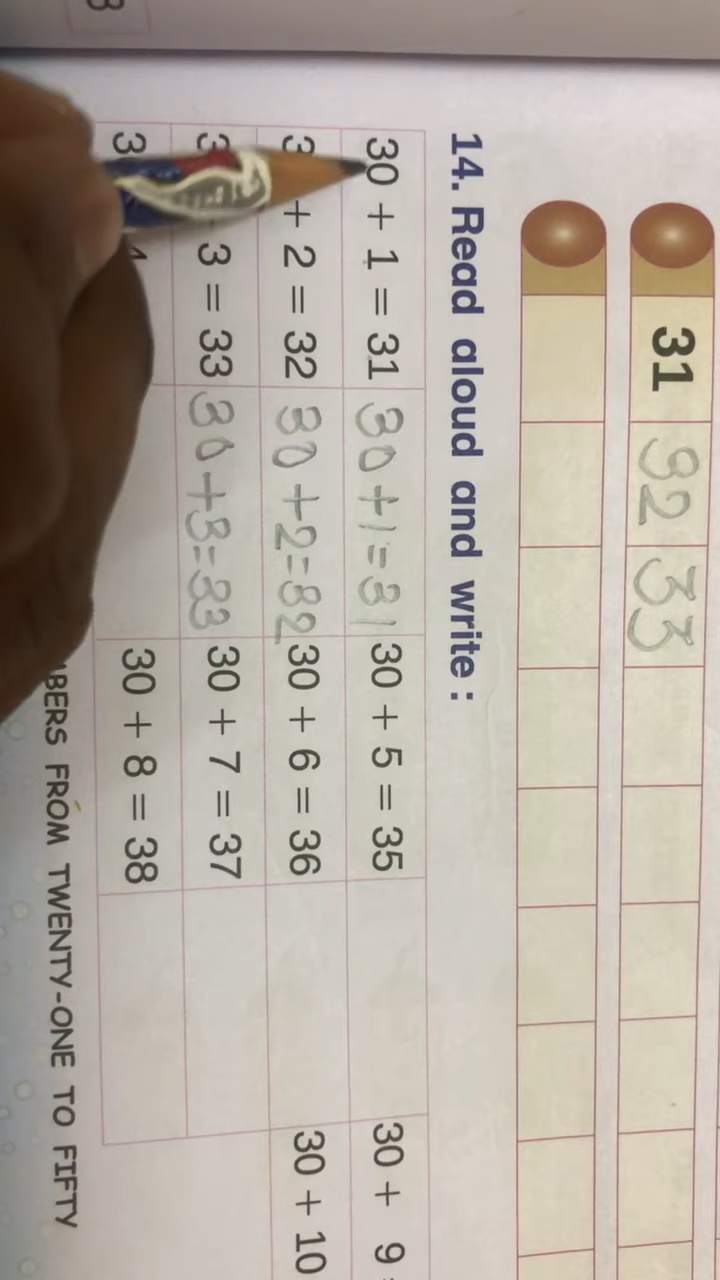 31 32 33
14. Read aloud and write :
30 + 1 = 31 30+1=31 30 + 5 = 35 30 + 9
+ 2 = 32 30+2=32 30 + 6 = 36 30 + 10
3 = 33 30+3=33 30 + 7 = 37
30 + 8 = 38
FROM TWENTY-ONE TO FIFTY